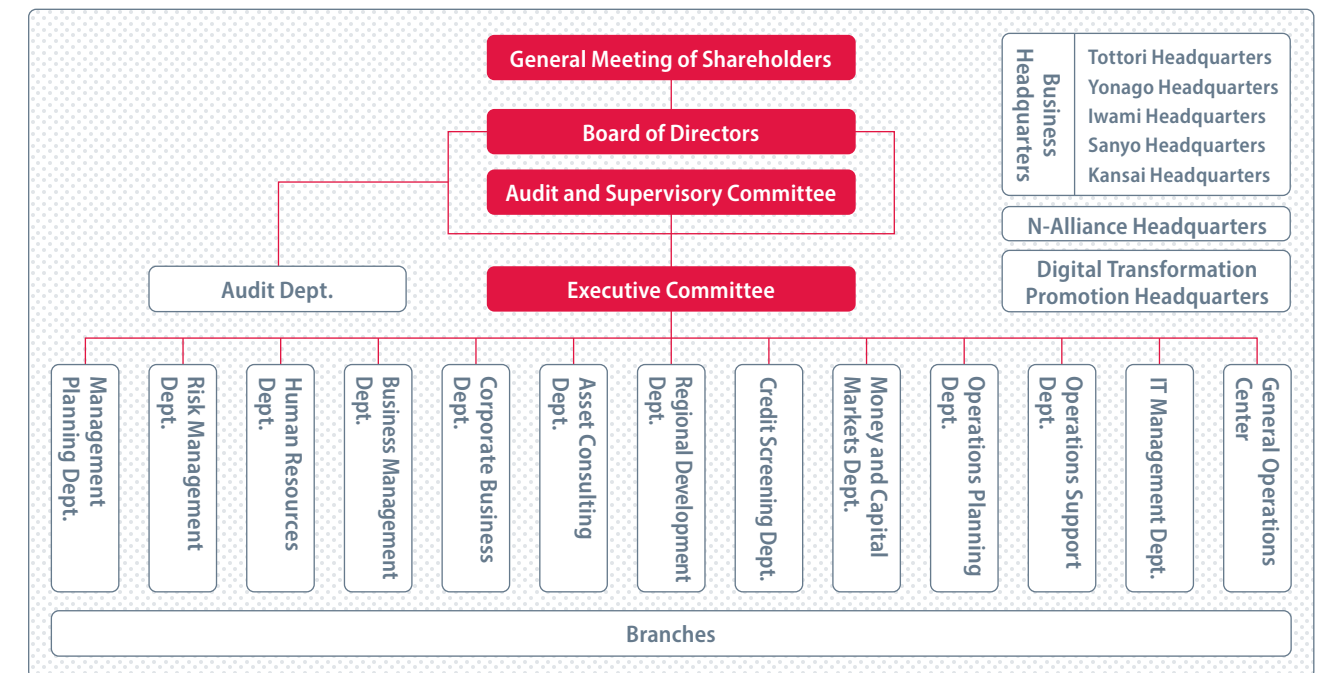 General Meeting of Shareholders
Board of Directors
Audit and Supervisory Committee
Audit Dept.
Executive Committee
Business
Headquarters
Tottori Headquarters
Yonago Headquarters
Iwami Headquarters
Sanyo Headquarters
Kansai Headquarters
N-Alliance Headquarters
Digital Transformation
Promotion Headquarters
Management
Planning Dept.
Risk Management
Dept.
Human Resources
Dept.
Business Management
Dept.
Corporate Business
Dept.
Asset Consulting
Dept.
Regional Development
Dept.
Credit Screening Dept.
Money and Capital
Markets Dept.
Operations Planning
Dept.
Operations Support
Dept.
IT Management Dept.
General Operations
Center
Branches